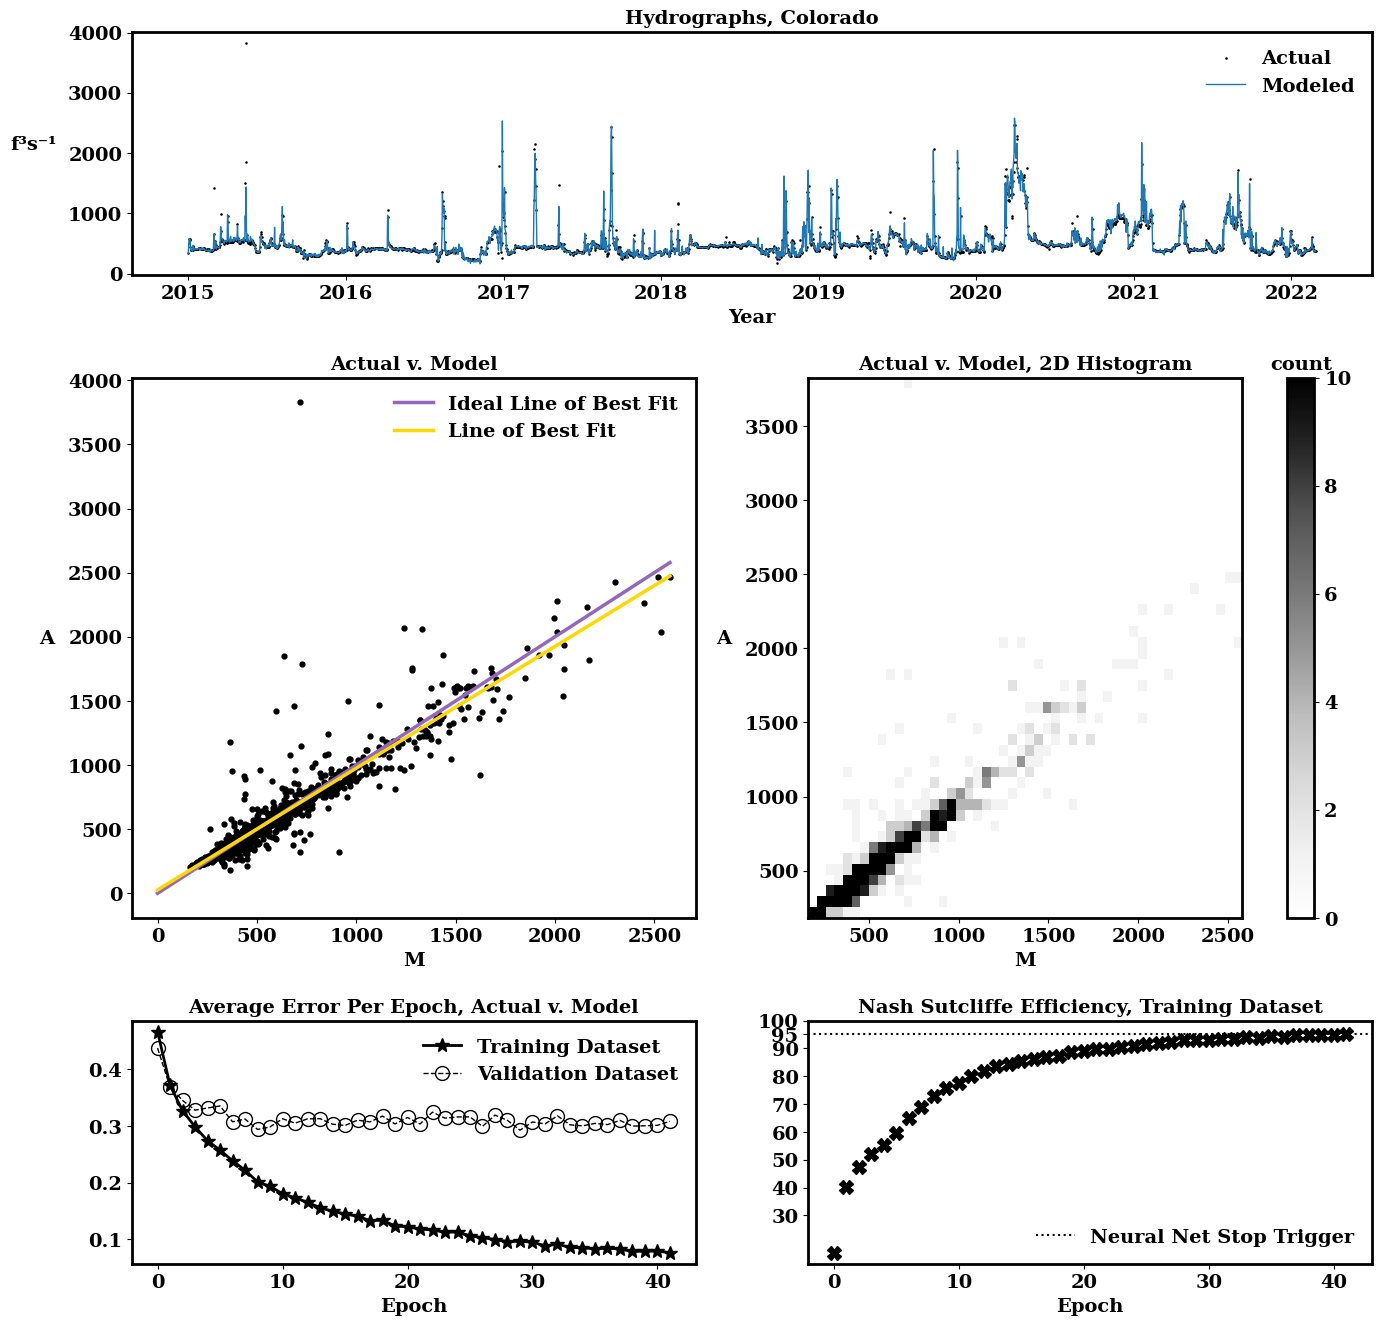 Hydrographs, Colorado
4000
3000
2000
1000
0
f³s⁻¹
Actual
Modeled
2015 2016 2017 2018 2019 2020 2021 2022
Year
Actual v. Model
4000
3500
3000
2500
2000
1500
1000
500
0
A
Ideal Line of Best Fit
Line of Best Fit
0 500 1000 1500 2000 2500
M
Actual v. Model, 2D Histogram
3500
3000
2500
2000
1500
1000
500
A
500 1000 1500 2000 2500
M
count
10
8
6
4
2
0
Average Error Per Epoch, Actual v. Model
0.4
0.3
0.2
0.1
Training Dataset
Validation Dataset
0 10 20 30 40
Epoch
Nash Sutcliffe Efficiency, Training Dataset
100
95
90
80
70
60
50
40
30
Neural Net Stop Trigger
0 10 20 30 40
Epoch